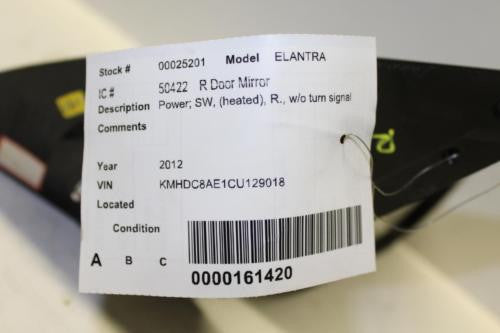 Stock # 00025201 Model ELANTRA
IC # 50422 R Door Mirror
Description Power; SW, (heated), R., w/o turn signal
Comments
Year 2012
VIN KMHDC8AE1CU129018
Located
Condition
A B C
0000161420